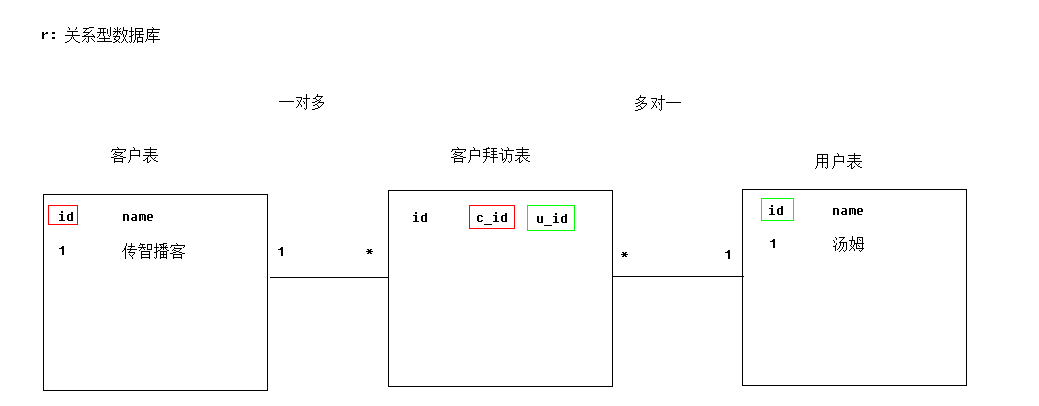 r: 关系型数据库
一对多 多对一
客户表 客户拜访表 用户表
id name id c_id u_id id name
1 传智播客 1 * * 1 1 汤姆